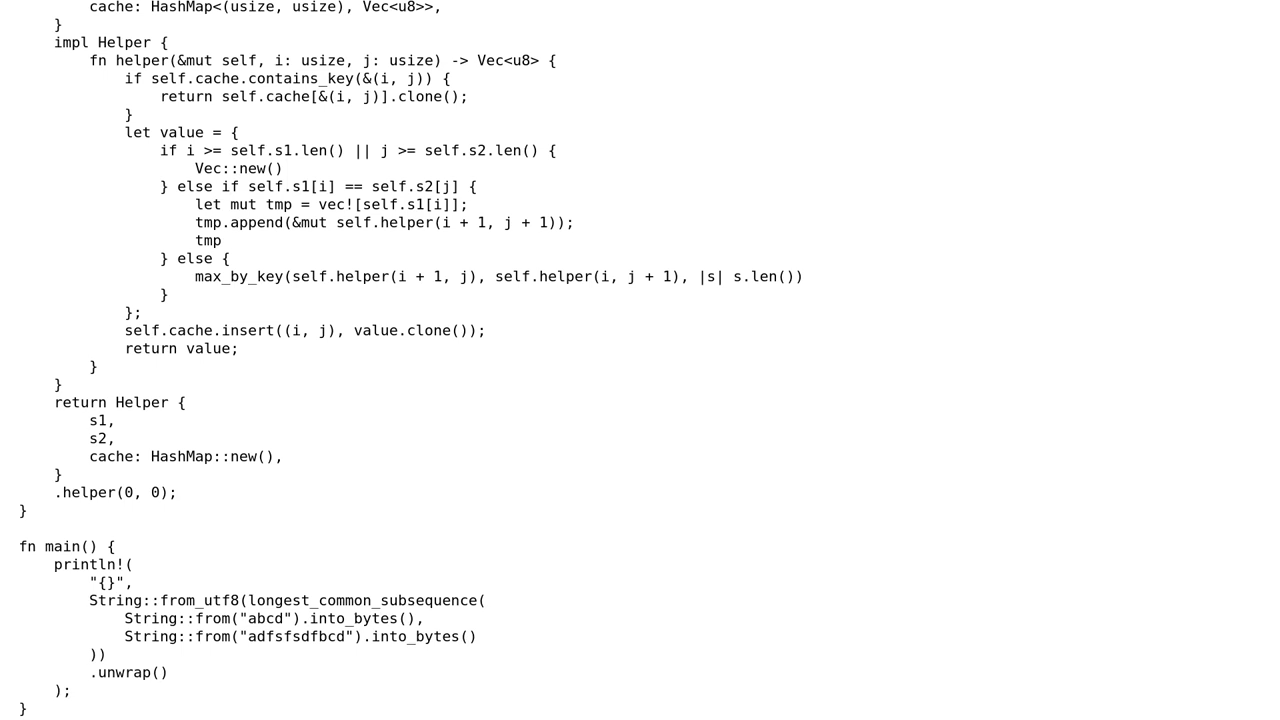 cache: HashMap<(usize, usize), Vec<u8>>,
    }
    impl Helper {
        fn helper(&mut self, i: usize, j: usize) -> Vec<u8> {
            if self.cache.contains_key(&(i, j)) {
                return self.cache[&(i, j)].clone();
            }
            let value = {
                if i >= self.s1.len() || j >= self.s2.len() {
                    Vec::new()
                } else if self.s1[i] == self.s2[j] {
                    let mut tmp = vec![self.s1[i]];
                    tmp.append(&mut self.helper(i + 1, j + 1));
                    tmp
                } else {
                    max_by_key(self.helper(i + 1, j), self.helper(i, j + 1), |s| s.len())
                }
            };
            self.cache.insert((i, j), value.clone());
            return value;
        }
    }
    return Helper {
        s1,
        s2,
        cache: HashMap::new(),
    }
    .helper(0, 0);
}

fn main() {
    println!(
        "{}",
        String::from_utf8(longest_common_subsequence(
            String::from("abcd").into_bytes(),
            String::from("adfsfsdfbcd").into_bytes()
        ))
        .unwrap()
    );
}